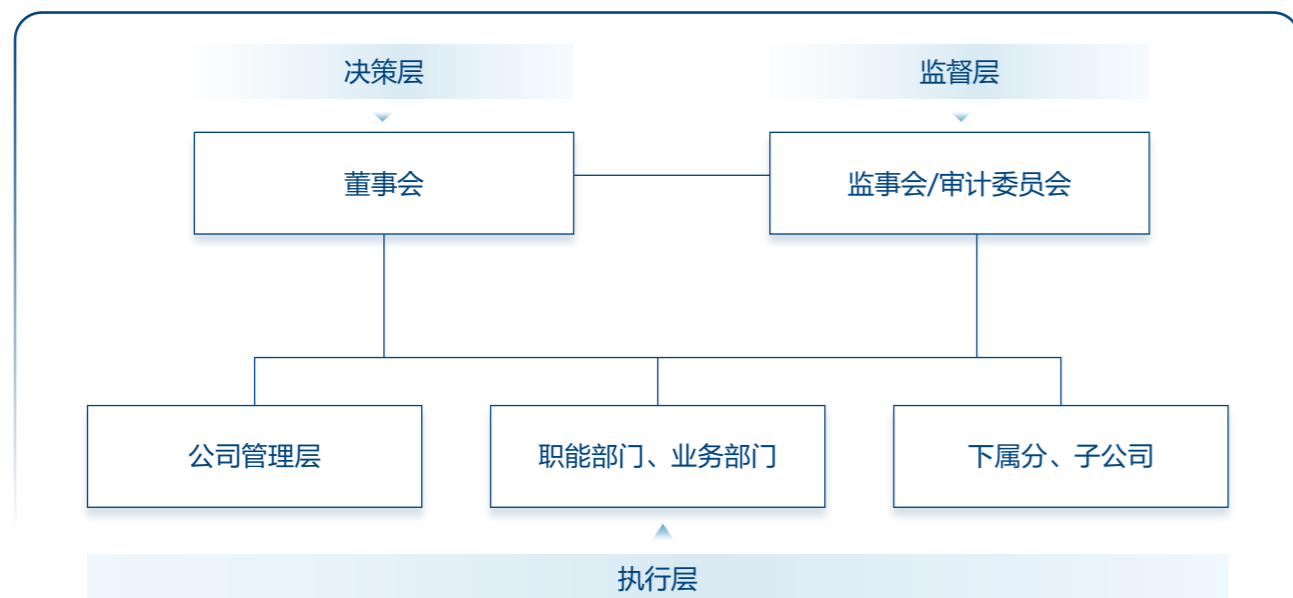 决策层
监督层
董事会
监事会/审计委员会
公司管理层
职能部门、业务部门
下属分、子公司
执行层